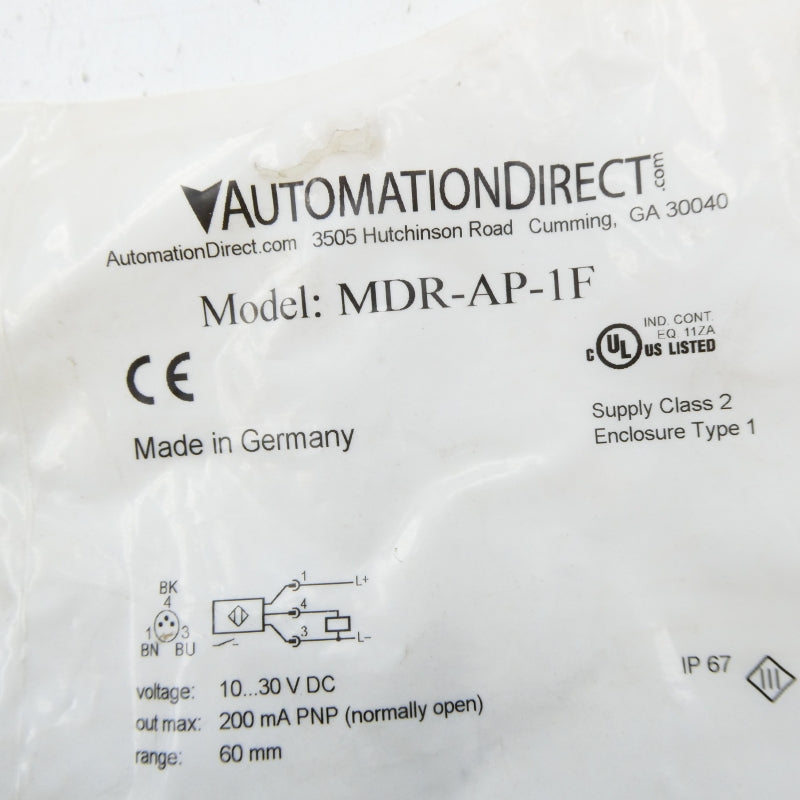 AUTOMATIONDIRECT.com
AutomationDirect.com 3505 Hutchinson Road Cumming, GA 30040
Model: MDR-AP-1F
CE
IND. CONT.
EQ. 11ZA
C UL US LISTED
Made in Germany
Supply Class 2
Enclosure Type 1
BK
4
1 3
BN BU
1 L+
4
3 L–
IP 67
voltage: 10...30 V DC
out max: 200 mA PNP (normally open)
range: 60 mm